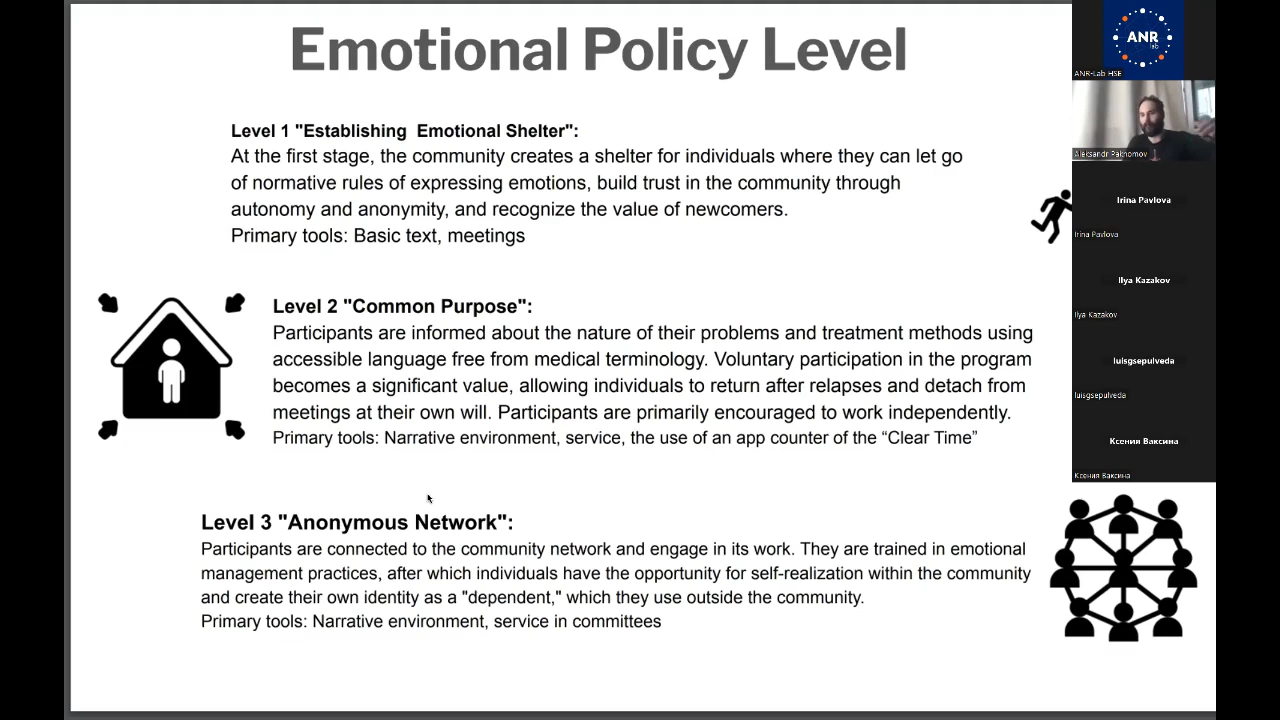 Emotional Policy Level
Level 1 "Establishing  Emotional Shelter":
At the first stage, the community creates a shelter for individuals where they can let go
of normative rules of expressing emotions, build trust in the community through
autonomy and anonymity, and recognize the value of newcomers.
Primary tools: Basic text, meetings
Level 2 "Common Purpose":
Participants are informed about the nature of their problems and treatment methods using
accessible language free from medical terminology. Voluntary participation in the program
becomes a significant value, allowing individuals to return after relapses and detach from
meetings at their own will. Participants are primarily encouraged to work independently.
Primary tools: Narrative environment, service, the use of an app counter of the “Clear Time”
Level 3 "Anonymous Network":
Participants are connected to the community network and engage in its work. They are trained in emotional
management practices, after which individuals have the opportunity for self-realization within the community
and create their own identity as a "dependent," which they use outside the community.
Primary tools: Narrative environment, service in committees
ANR
lab
ANR-Lab HSE
Aleksandr Pakhomov
Irina Pavlova
Irina Pavlova
Ilya Kazakov
Ilya Kazakov
luisgsepulveda
luisgsepulveda
Ксения Ваксина
Ксения Ваксина